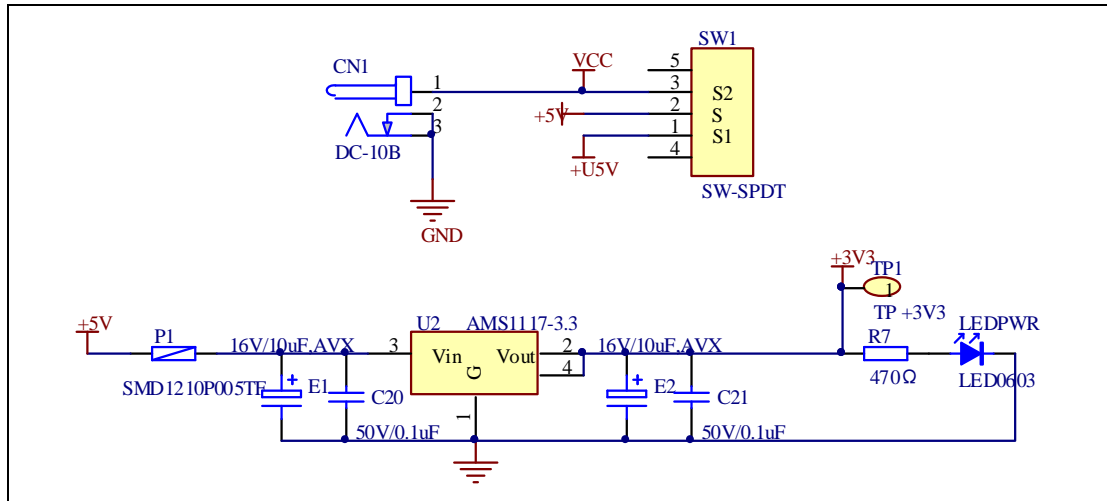 SW1
CN1
VCC
5
1
3
S2
2
+5V
2
S
3
1
S1
DC-10B
+U5V
4
SW-SPDT
GND
+3V3
TP1
1
+5V
P1
U2
AMS1117-3.3
TP +3V3
LEDPWR
R7
16V/10uF,AVX
3
Vin
Vout
2
16V/10uF,AVX
4
G
470Ω
LED0603
SMD1210P005TF
E1
C20
E2
C21
1
50V/0.1uF
50V/0.1uF